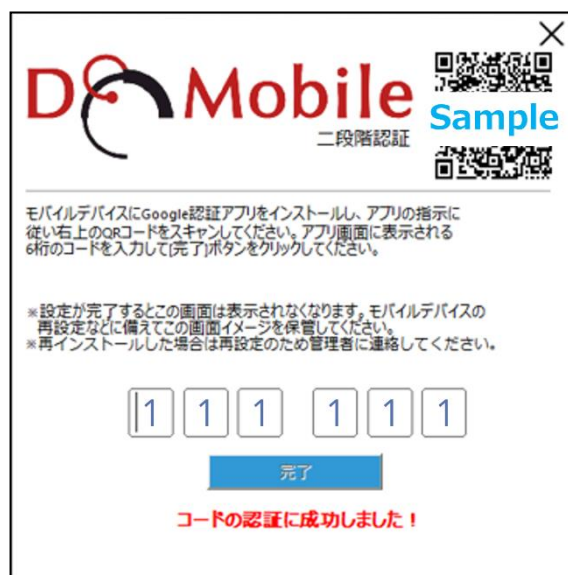 DoMobile
Sample
二段階認証
モバイルデバイスにGoogle認証アプリをインストールし、アプリの指示に
従い右上のQRコードをスキャンしてください。アプリ画面に表示される
6桁のコードを入力して[完了]ボタンをクリックしてください。
※設定が完了するとこの画面は表示されなくなります。モバイルデバイスの
再設定などに備えてこの画面イメージを保管してください。
※再インストールした場合は再設定のため管理者に連絡してください。
1 1 1 1 1 1
完了
コードの認証に成功しました！